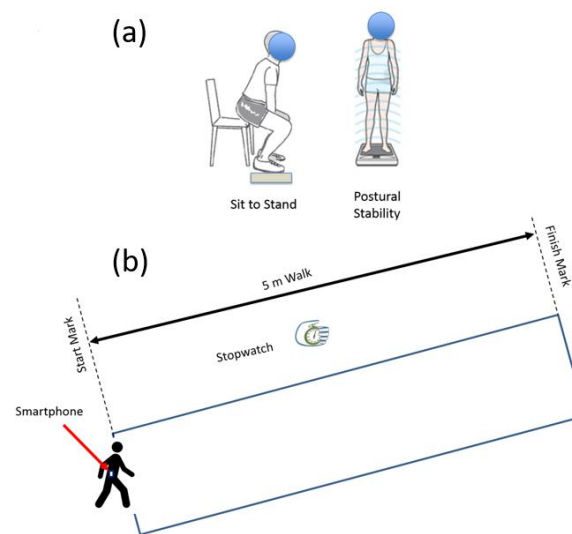 (a)
Sit to Stand
Postural
Stability
(b)
5 m Walk
Finish Mark
Start Mark
Stopwatch
Smartphone